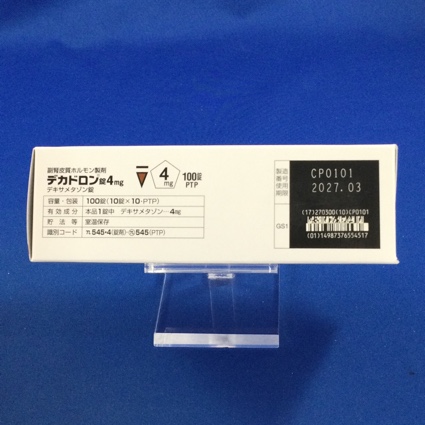 副腎皮質ホルモン製剤
デカドロン錠4mg
デキサメタゾン錠
4mg
100錠
PTP
容量・包装 100錠(10錠×10・PTP)
有効成分 本品1錠中 デキサメタゾン…4mg
貯法等 室温保存
識別コード 545・4(錠剤)・545(PTP)
製造番号 CP0101
使用期限 2027.03
GS1
(17)270300(10)CP0101
(01)14987376554517